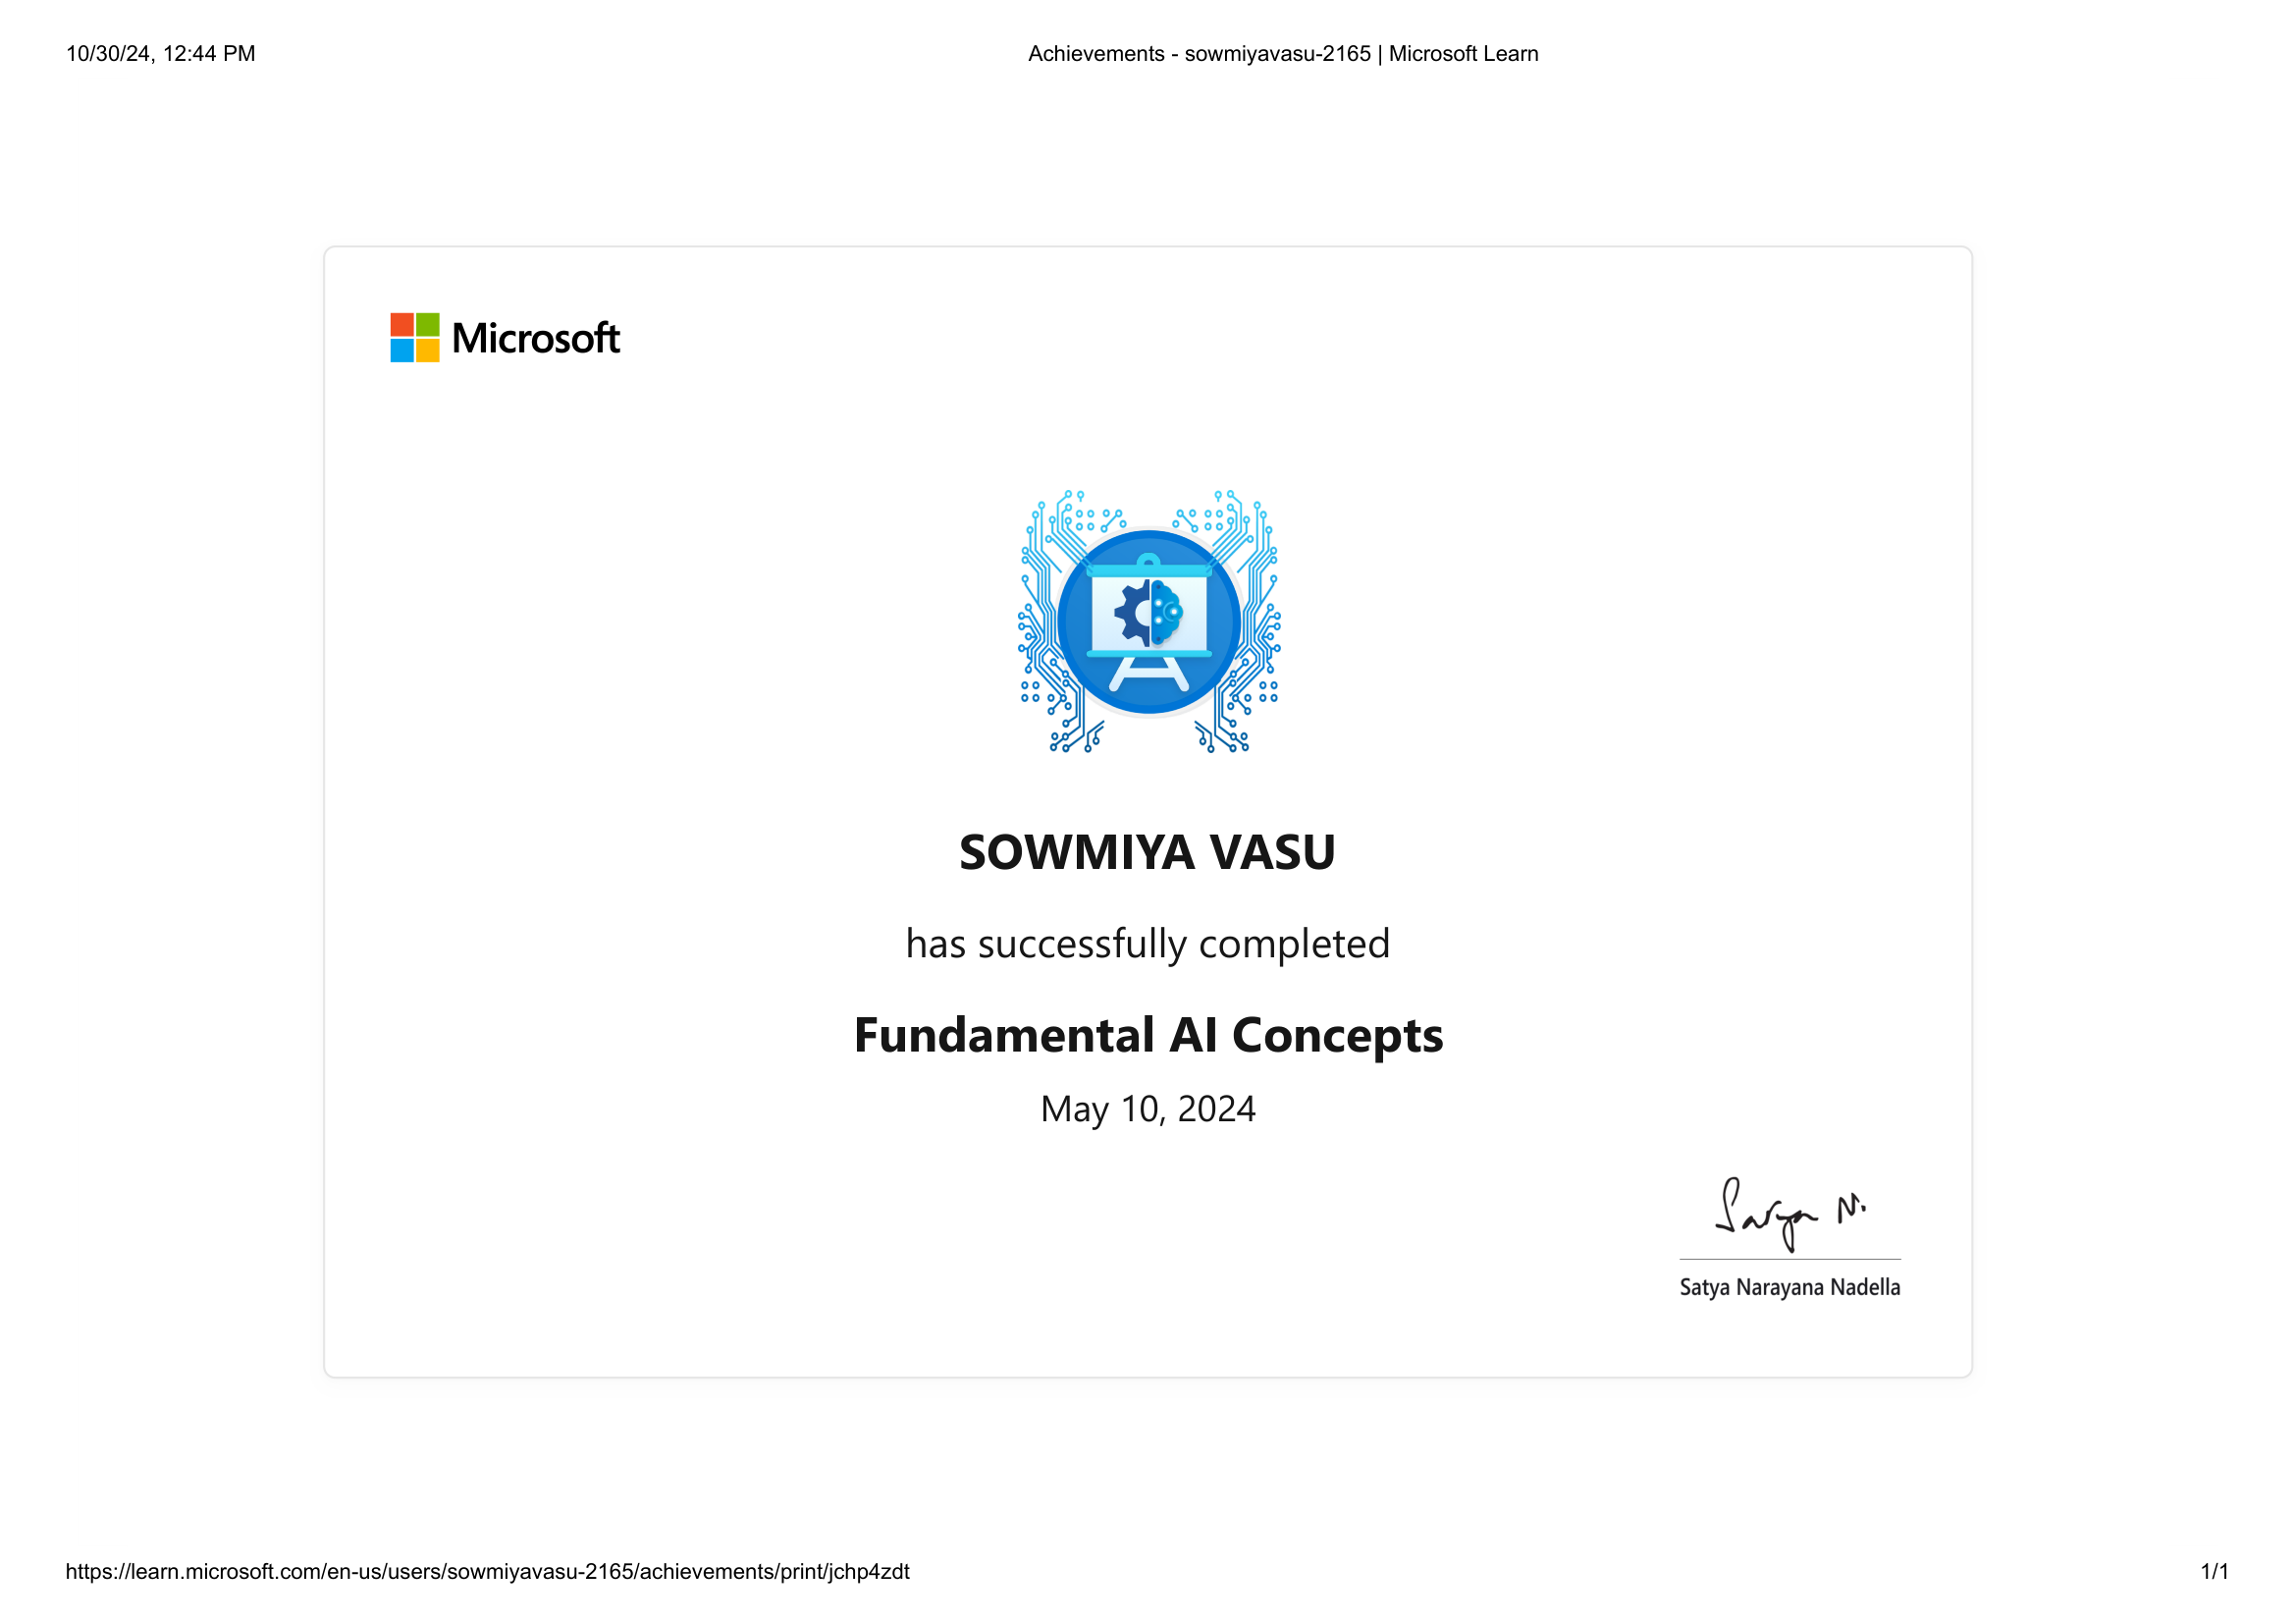 10/30/24, 12:44 PM
Achievements - sowmiyavasu-2165 | Microsoft Learn
Microsoft
SOWMIYA VASU
has successfully completed
Fundamental AI Concepts
May 10, 2024
Satya N.
Satya Narayana Nadella
https://learn.microsoft.com/en-us/users/sowmiyavasu-2165/achievements/print/jchp4zdt
1/1